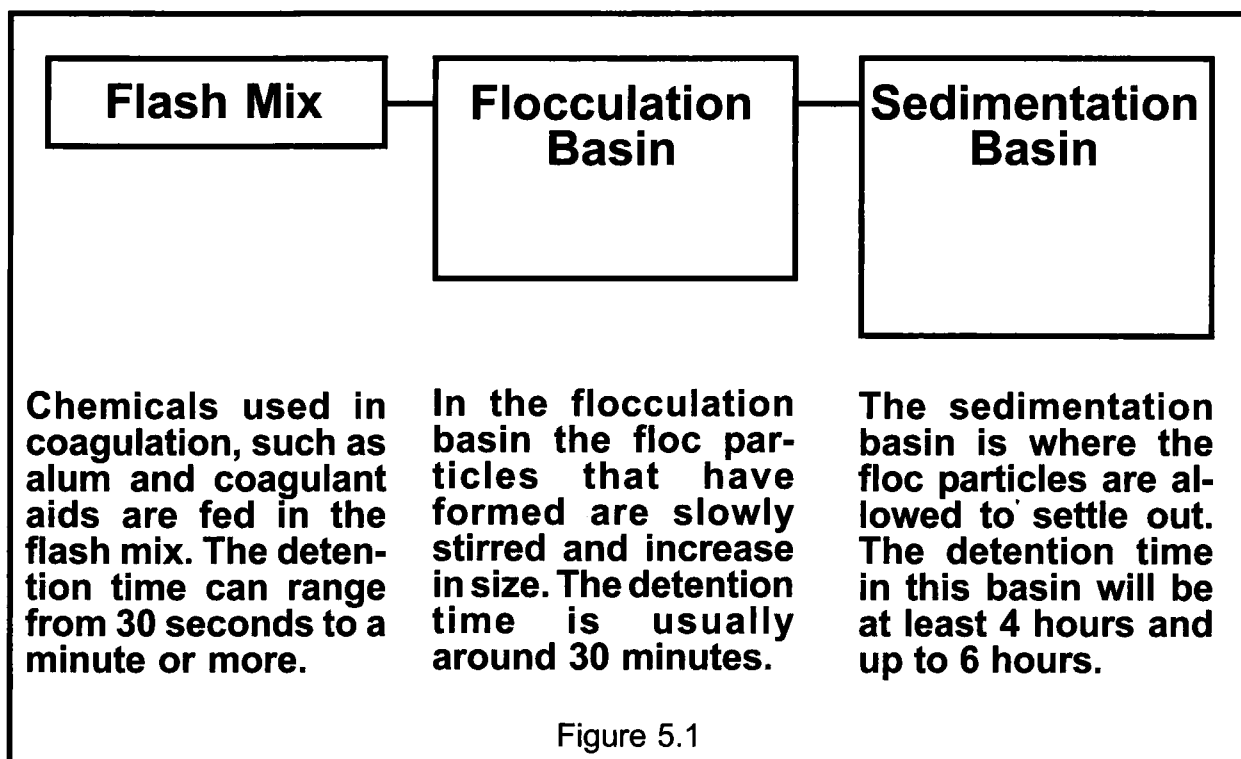 Flash Mix
Flocculation
Basin
Sedimentation
Basin
Chemicals used in
coagulation, such as
alum and coagulant
aids are fed in the
flash mix. The deten-
tion time can range
from 30 seconds to a
minute or more.
In the flocculation
basin the floc par-
ticles that have
formed are slowly
stirred and increase
in size. The detention
time is usually
around 30 minutes.
The sedimentation
basin is where the
floc particles are al-
lowed to settle out.
The detention time
in this basin will be
at least 4 hours and
up to 6 hours.
Figure 5.1